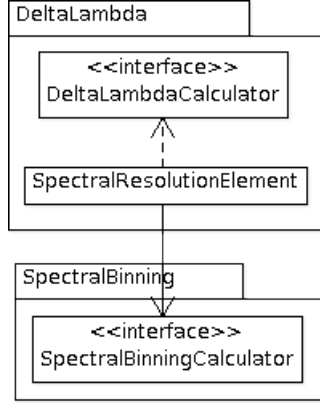 DeltaLambda
<<interface>>
DeltaLambdaCalculator
SpectralResolutionElement
SpectralBinning
<<interface>>
SpectralBinningCalculator